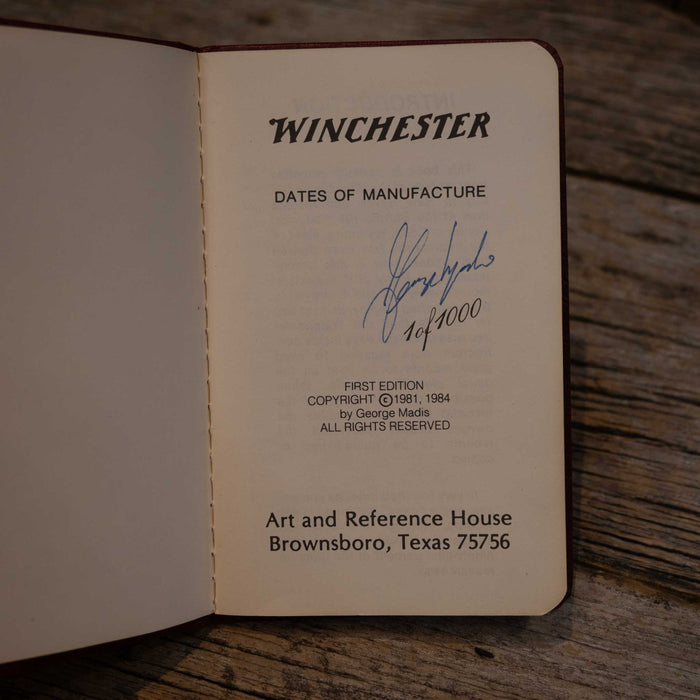 WINCHESTER
DATES OF MANUFACTURE
1 of 1000
FIRST EDITION
COPYRIGHT © 1981, 1984
by George Madis
ALL RIGHTS RESERVED
Art and Reference House
Brownsboro, Texas 75756